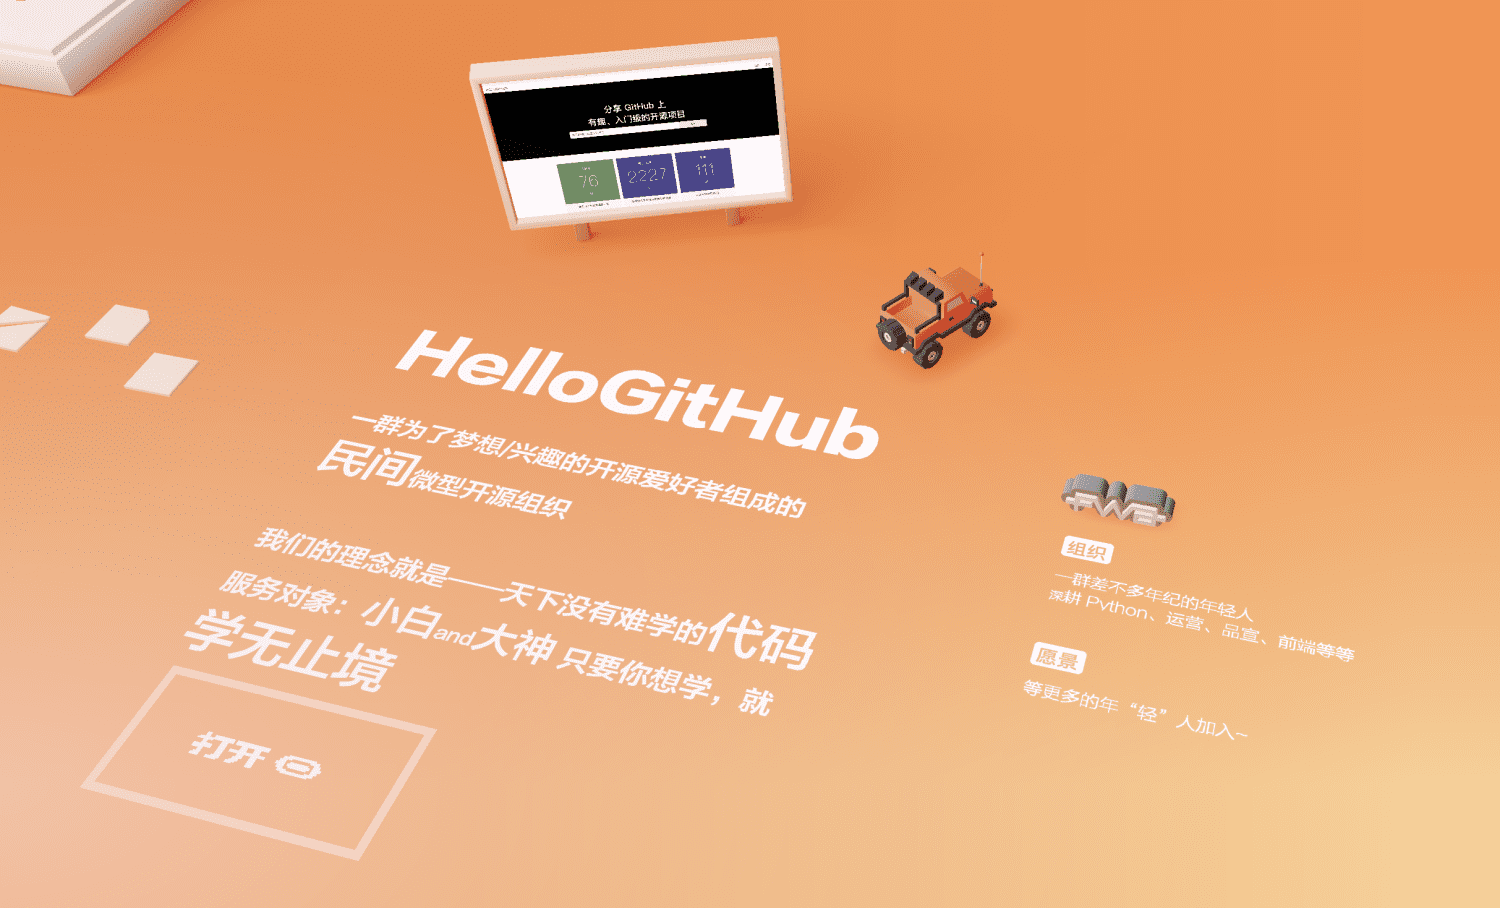 分享 GitHub 上
有趣、入门级的开源项目
76
2,227
111
HelloGitHub
一群为了梦想/兴趣的开源爱好者组成的
民间微型开源组织
我们的理念就是——天下没有难学的代码
服务对象：小白and大神 只要你想学，就
学无止境
打开
组织
一群差不多年纪的年轻人
深耕 Python、运营、品宣、前端等等
愿景
等更多的年“轻”人加入~